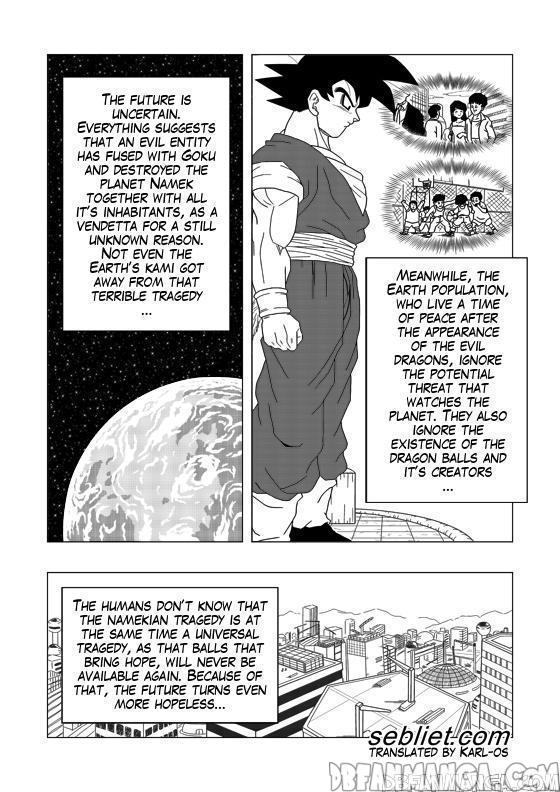 THE FUTURE IS
UNCERTAIN.
EVERYTHING SUGGESTS
THAT AN EVIL ENTITY
HAS FUSED WITH GOKU
AND DESTROYED THE
PLANET NAMEK
TOGETHER WITH ALL
IT'S INHABITANTS, AS A
VENDETTA FOR A STILL
UNKNOWN REASON.
NOT EVEN THE
EARTH'S KAMI GOT
AWAY FROM THAT
TERRIBLE TRAGEDY
...
MEANWHILE, THE
EARTH POPULATION,
WHO LIVE A TIME
OF PEACE AFTER
THE APPEARANCE
OF THE EVIL
DRAGONS, IGNORE
THE POTENTIAL
THREAT THAT
WATCHES THE
PLANET. THEY ALSO
IGNORE THE
EXISTENCE OF THE
DRAGON BALLS AND
IT'S CREATORS
...
THE HUMANS DON'T KNOW THAT
THE NAMEKIAN TRAGEDY IS AT
THE SAME TIME A UNIVERSAL
TRAGEDY, AS THAT BALLS THAT
BRING HOPE, WILL NEVER BE
AVAILABLE AGAIN. BECAUSE OF
THAT, THE FUTURE TURNS EVEN
MORE HOPELESS...
sebliet.com
TRANSLATED BY KARL-OS
DBFANMANGA.COM